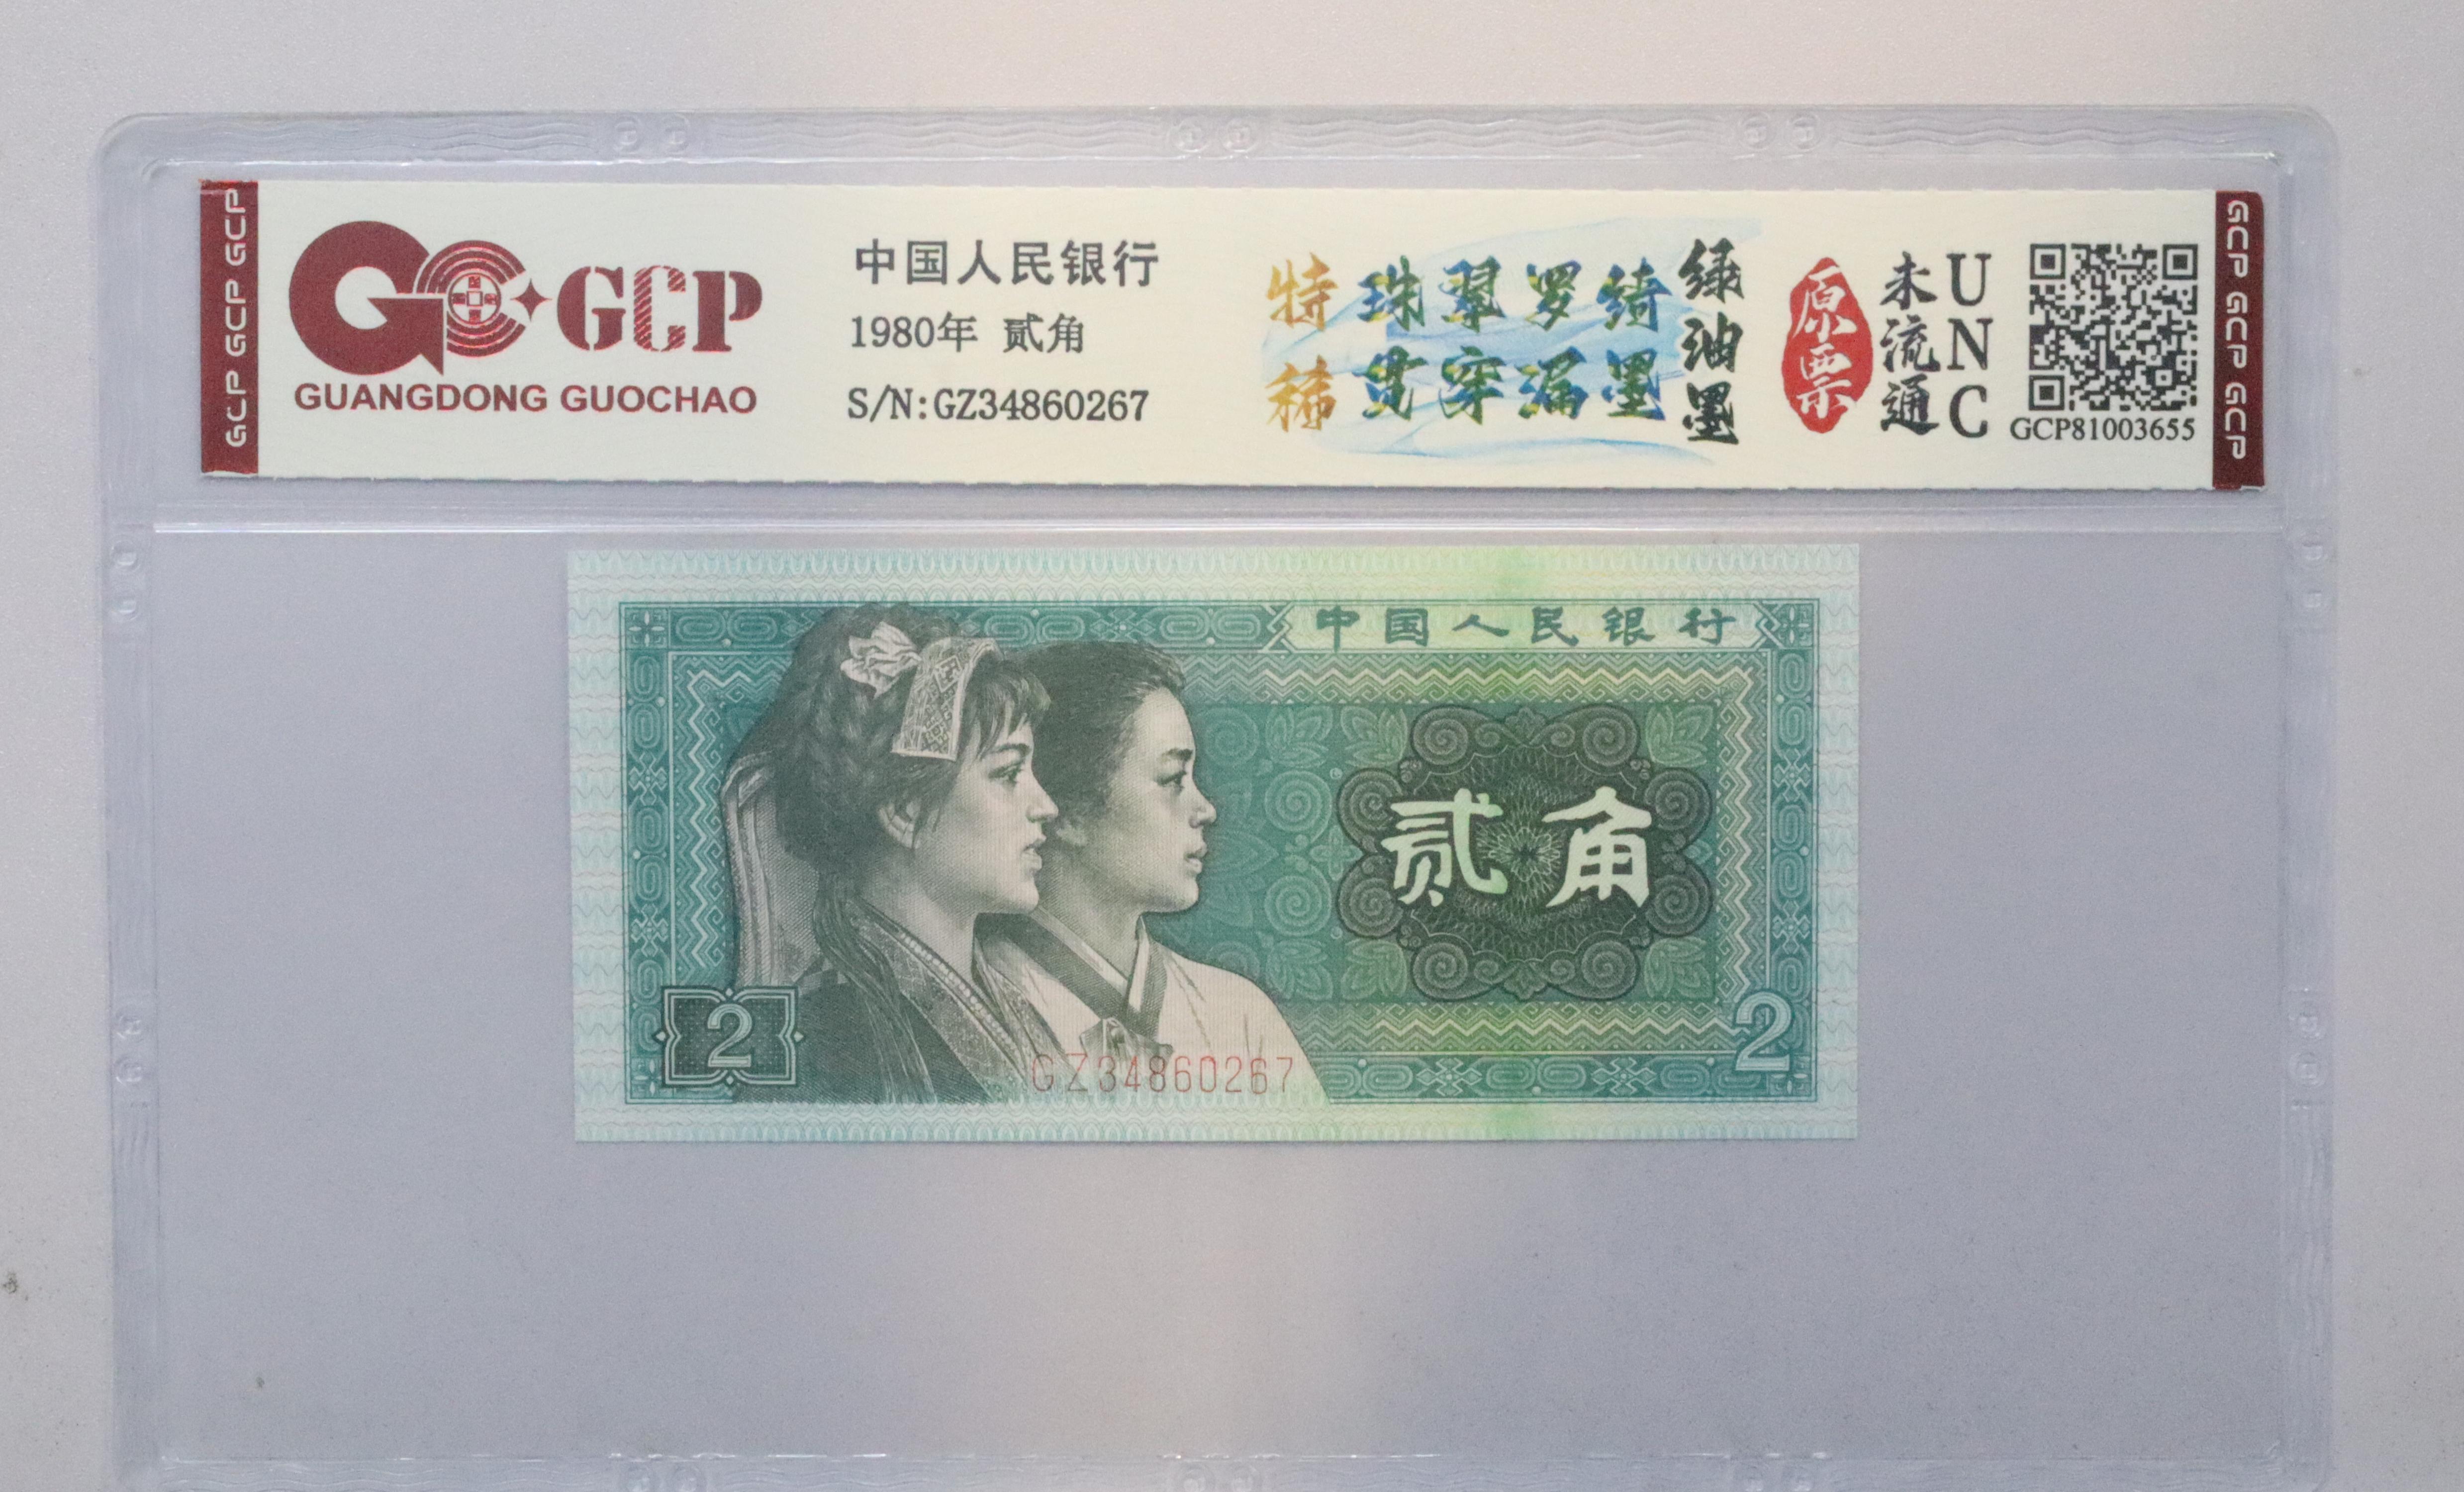 GCP GCP GCP
GCP
GUANGDONG GUOCHAO
中国人民银行
1980年 贰角
S/N:GZ34860267
特稀
珠翠罗绮
贯穿漏墨
绿油墨
原票
未流通
UNC
GCP81003655
GCP GCP GCP
中国人民银行
贰角
2
GZ34860267
2